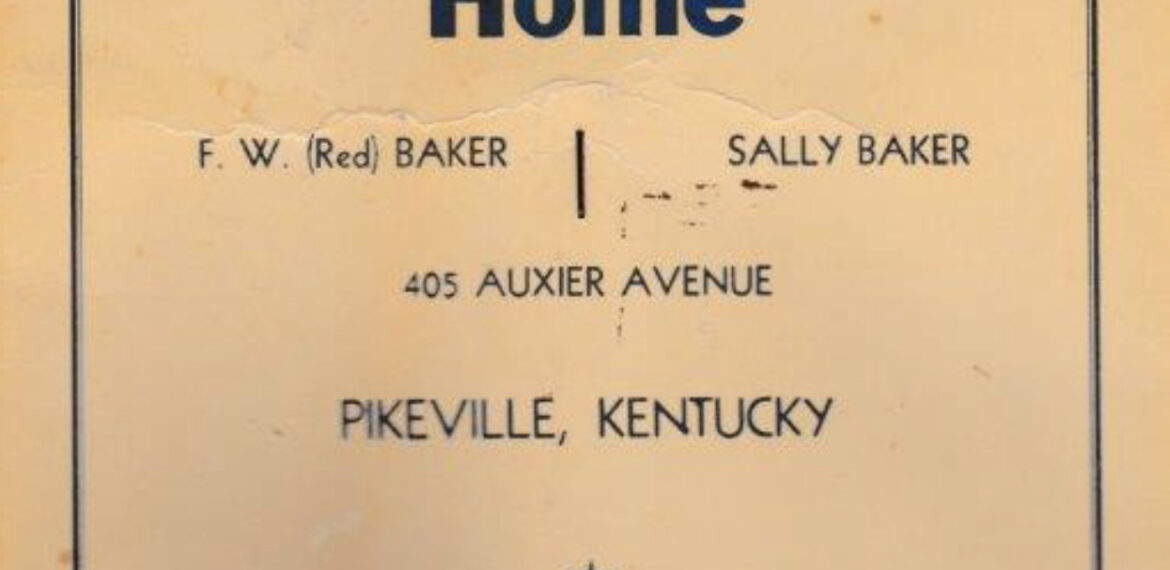 Home
F. W. (Red) BAKER | SALLY BAKER
405 AUXIER AVENUE
PIKEVILLE, KENTUCKY